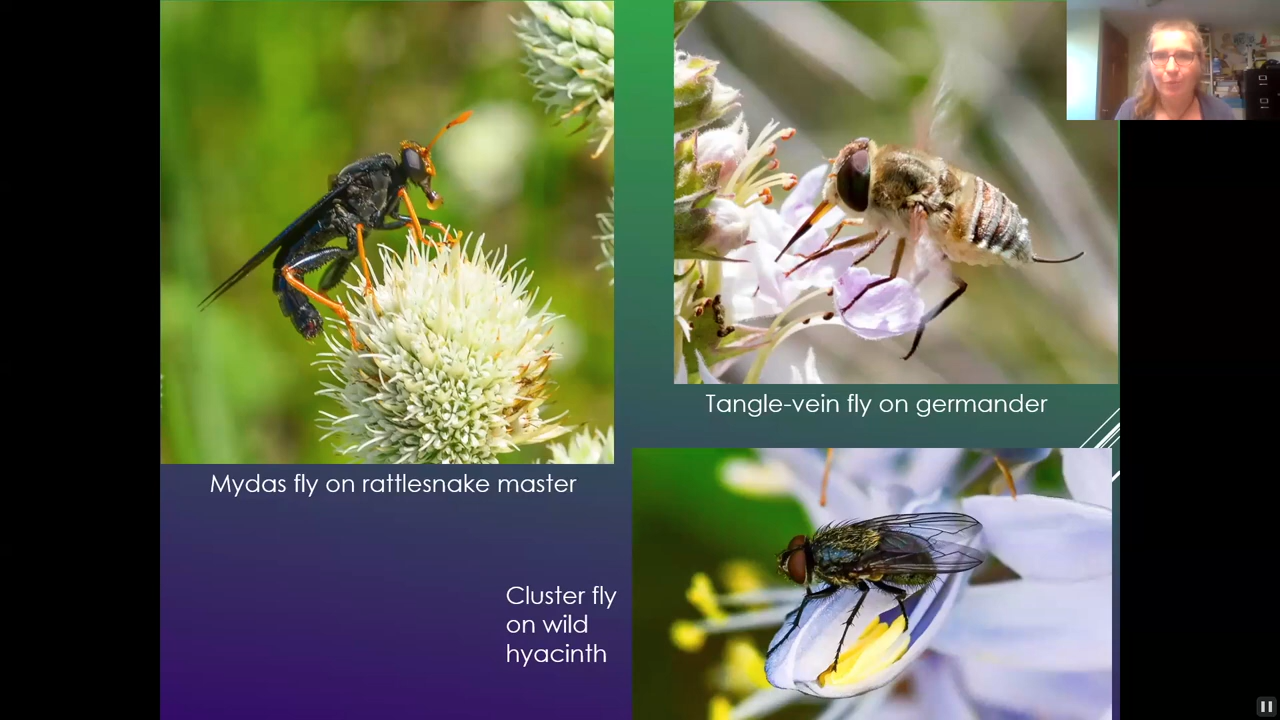 Tangle-vein fly on germander
Mydas fly on rattlesnake master
Cluster fly
on wild
hyacinth